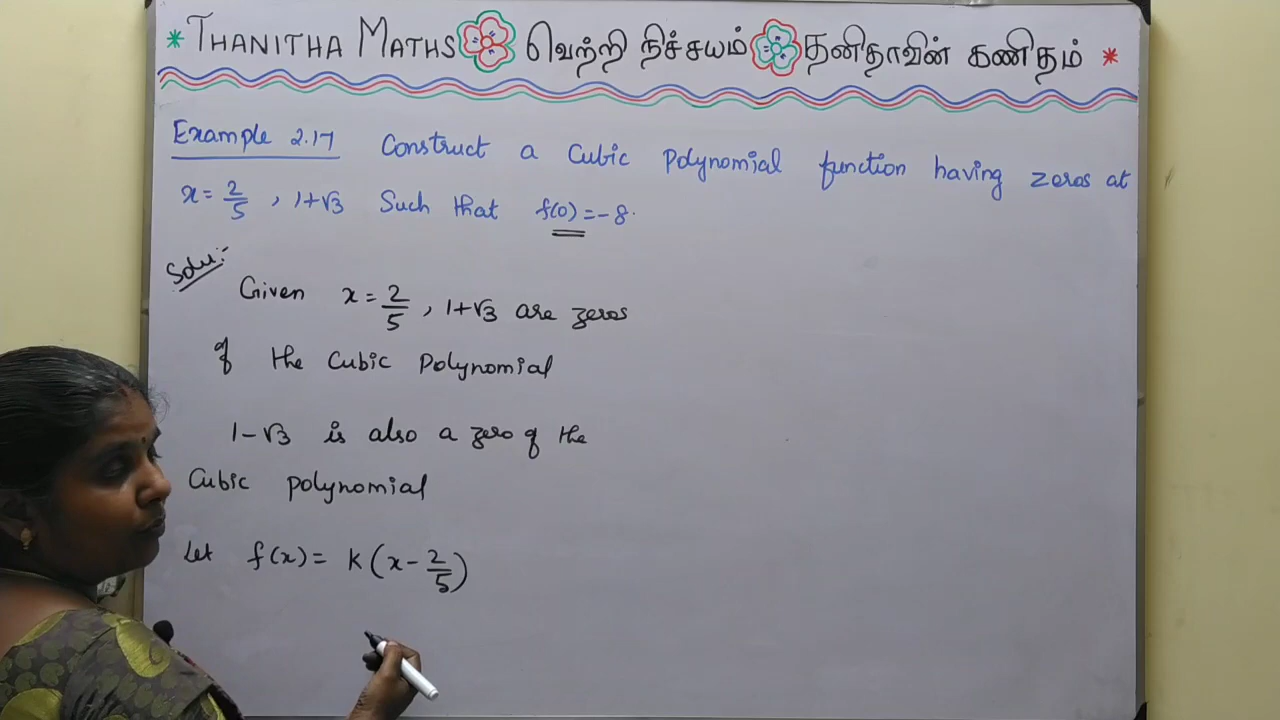 * THANITHA MATHS வெற்றி நிச்சயம் தனிதாவின் கணிதம் *
Example 2.17 Construct a Cubic Polynomial function having zeros at
x = 2/5 , 1+√3 Such that f(0) = -8.
Solu:-
Given x = 2/5 , 1+√3 are zeros
of the Cubic Polynomial
1-√3 is also a zero of the
Cubic polynomial
Let f(x) = K(x - 2/5)